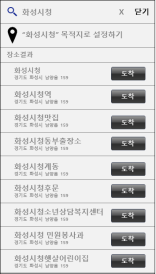 화성시청 X 닫기
"화성시청" 목적지로 설정하기
장소결과
화성시청
경기도 화성시 남양읍 159
도착
화성시청역
경기도 화성시 남양읍 159
도착
화성시청맛집
경기도 화성시 남양읍 159
도착
화성시청동부출장소
경기도 화성시 남양읍 159
도착
화성시청계동
경기도 화성시 남양읍 159
도착
화성시청후문
경기도 화성시 남양읍 159
도착
화성시청소년상담복지센터
경기도 화성시 남양읍 159
도착
화성시청 민원봉사과
경기도 화성시 남양읍 159
도착
화성시청햇살어린이집
경기도 화성시 남양읍 159
도착